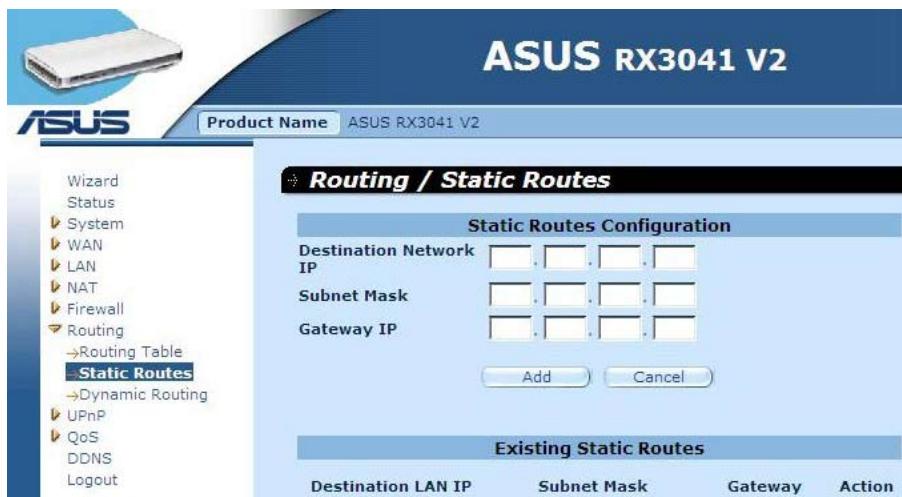 ASUS RX3041 V2
ASUS
Product Name ASUS RX3041 V2
Wizard
Status
System
WAN
LAN
NAT
Firewall
Routing
→Routing Table
→Static Routes
→Dynamic Routing
UPnP
QoS
DDNS
Logout
Routing / Static Routes
Static Routes Configuration
Destination Network
IP
. . .
Subnet Mask
. . .
Gateway IP
. . .
Add Cancel
Existing Static Routes
Destination LAN IP Subnet Mask Gateway Action